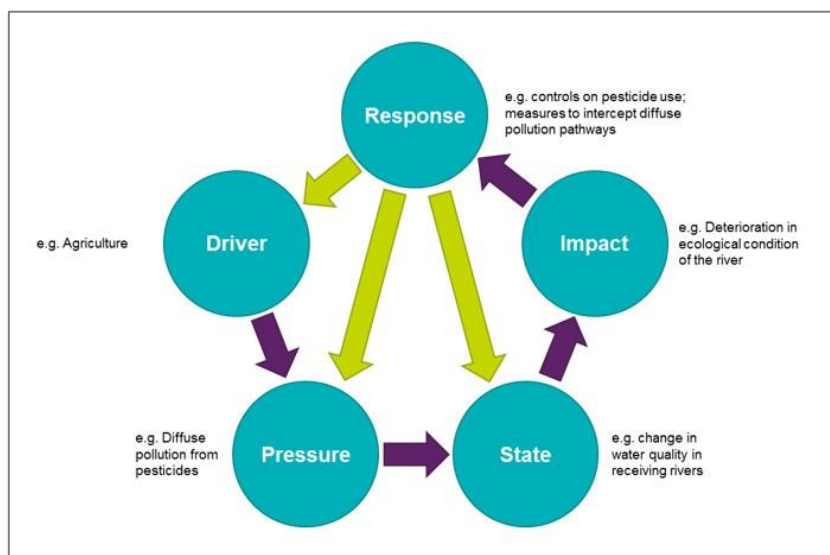 Response
e.g. controls on pesticide use;
measures to intercept diffuse
pollution pathways
Driver
e.g. Agriculture
Impact
e.g. Deterioration in
ecological condition
of the river
Pressure
e.g. Diffuse
pollution from
pesticides
State
e.g. change in
water quality in
receiving rivers